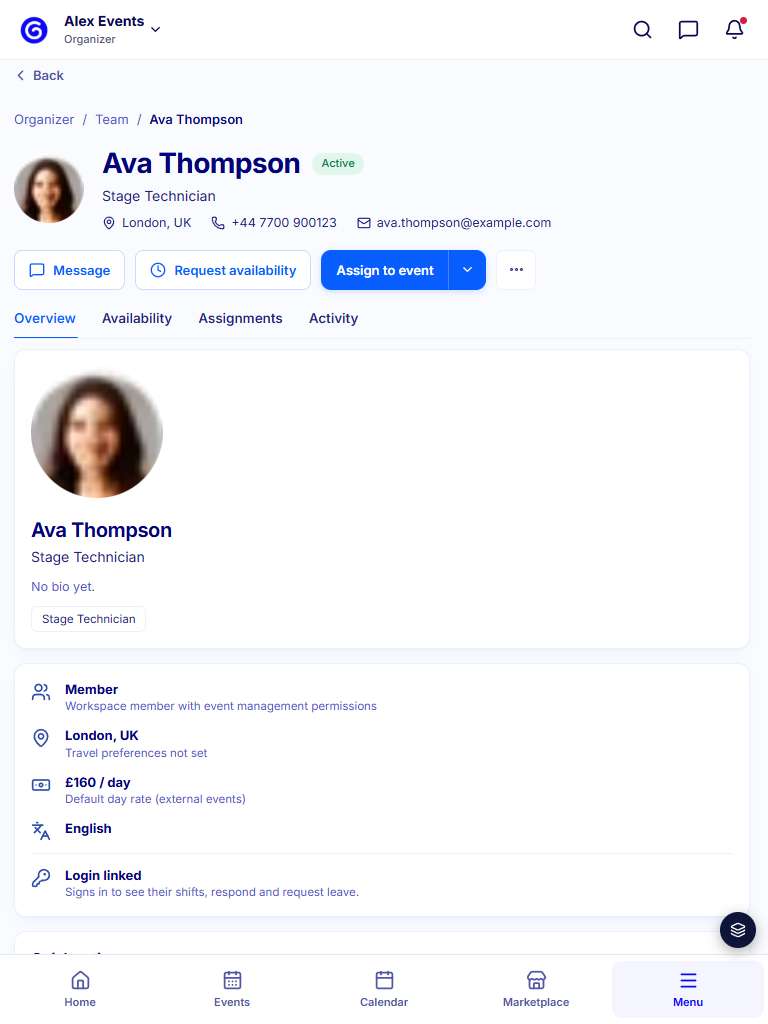 Alex Events
Organizer
Back
Organizer / Team / Ava Thompson
Ava Thompson Active
Stage Technician
London, UK +44 7700 900123 ava.thompson@example.com
Message Request availability Assign to event
Overview Availability Assignments Activity
Ava Thompson
Stage Technician
No bio yet.
Stage Technician
Member
Workspace member with event management permissions
London, UK
Travel preferences not set
£160 / day
Default day rate (external events)
English
Login linked
Signs in to see their shifts, respond and request leave.
Home Events Calendar Marketplace Menu